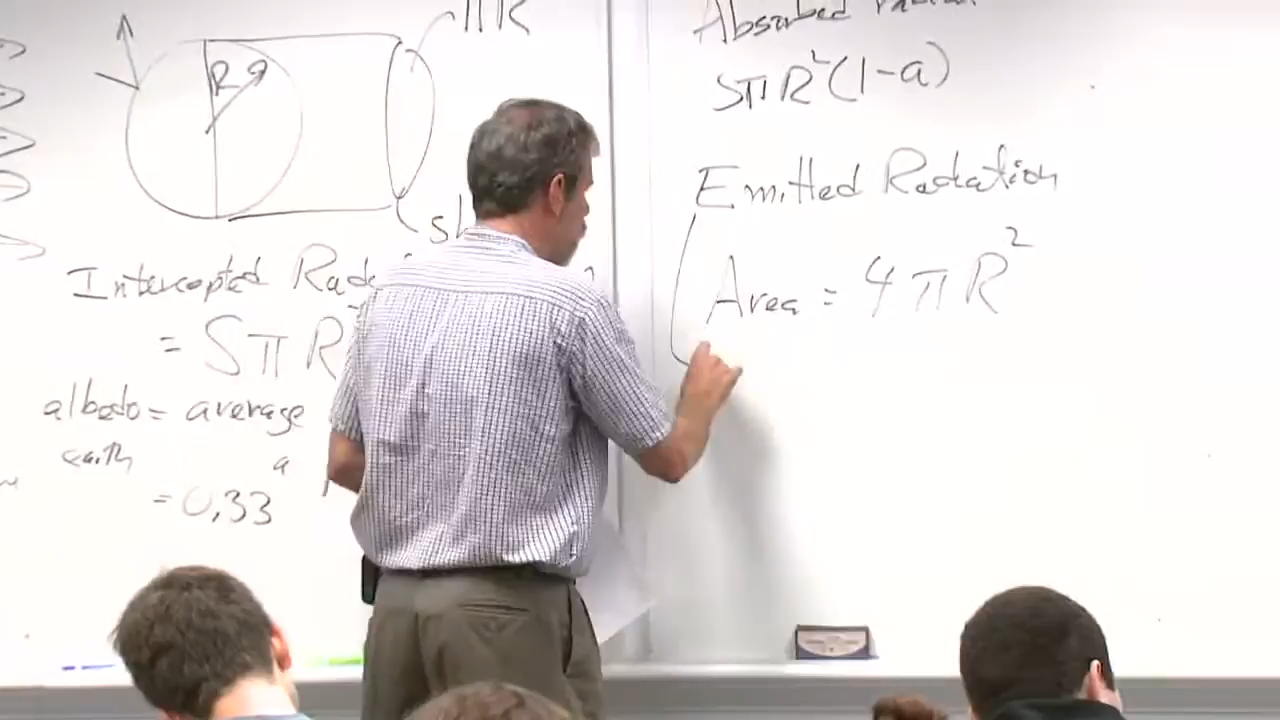 πR
R
Intercepted Rad
= SπR
albedo = average
earth a
= 0,33
Absorbed
SπR²(1-a)
Emitted Radiation
Area = 4πR²